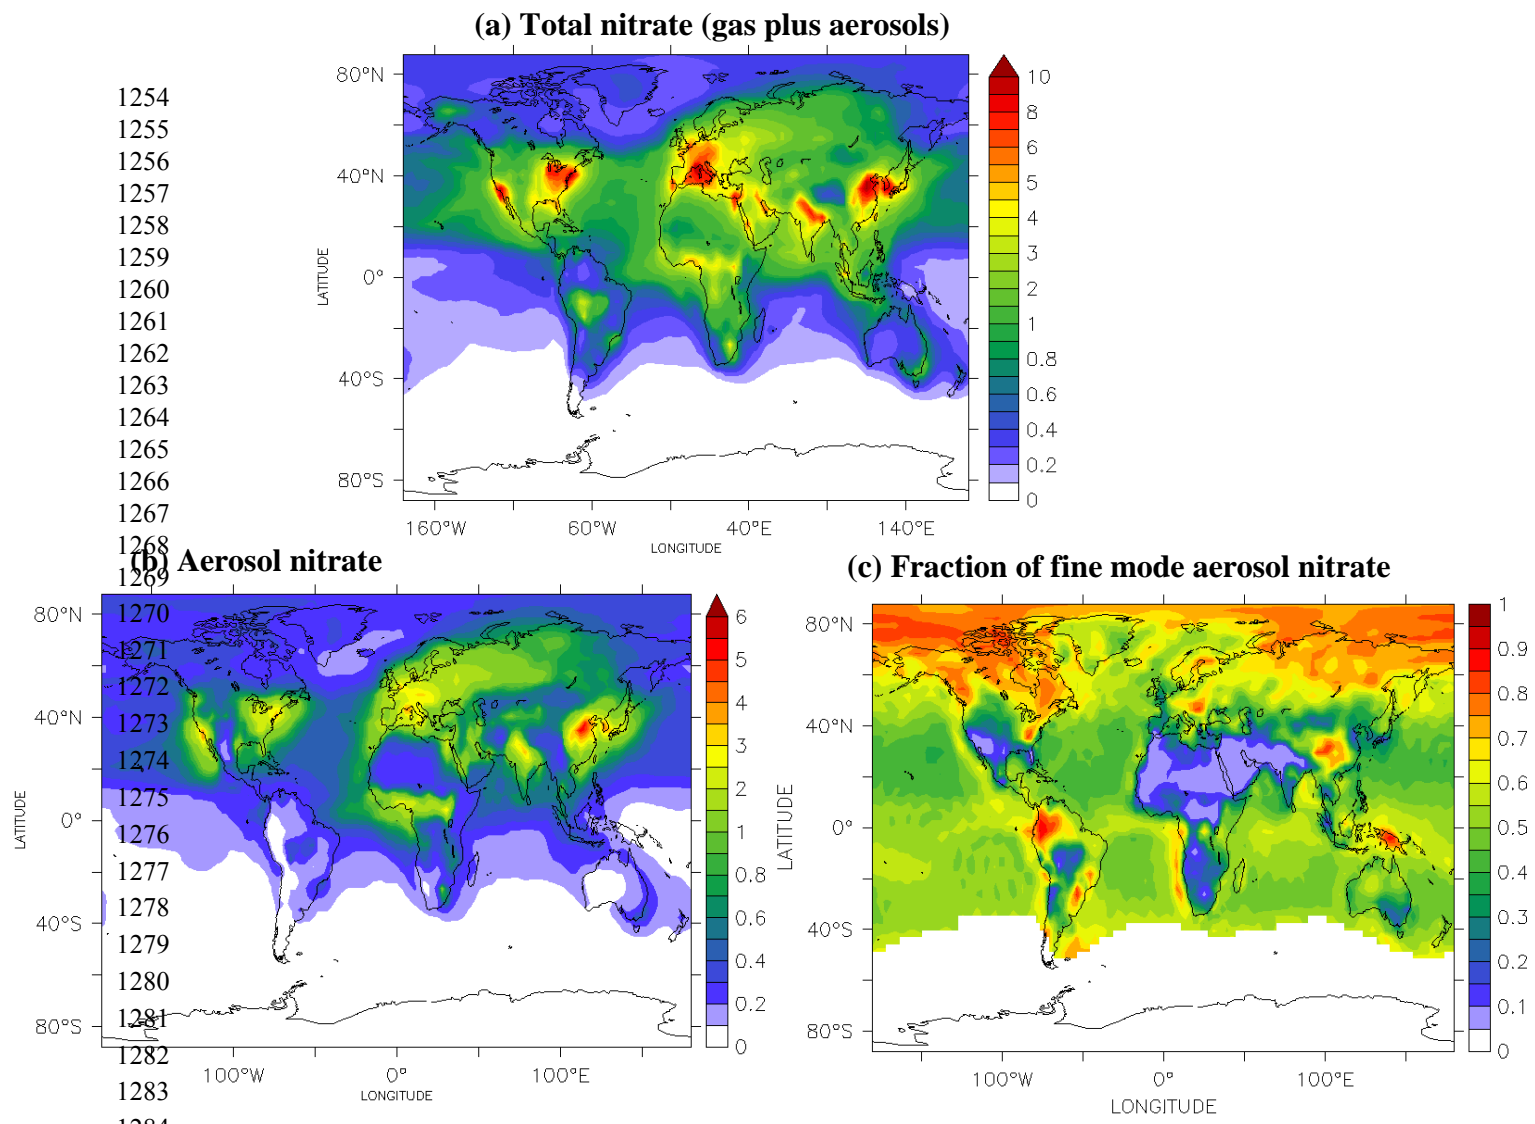 (a) Total nitrate (gas plus aerosols)
80°N
40°N
0°
40°S
80°S
LATITUDE
160°W
60°W
40°E
140°E
LONGITUDE
10
8
6
5
4
3
2
1
0.8
0.6
0.4
0.2
0
1254
1255
1256
1257
1258
1259
1260
1261
1262
1263
1264
1265
1266
1267
1268
1269
1270
1271
1272
1273
1274
1275
1276
1277
1278
1279
1280
1281
1282
1283
1284
(b) Aerosol nitrate
80°N
40°N
0°
40°S
80°S
LATITUDE
100°W
0°
100°E
LONGITUDE
6
5
4
3
2
1
0.8
0.6
0.4
0.2
0
(c) Fraction of fine mode aerosol nitrate
80°N
40°N
0°
40°S
80°S
LATITUDE
100°W
0°
100°E
LONGITUDE
1
0.9
0.8
0.7
0.6
0.5
0.4
0.3
0.2
0.1
0